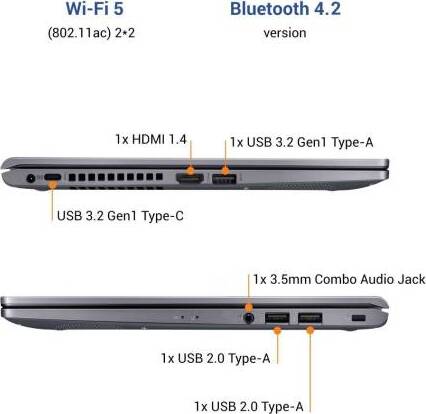 Wi-Fi 5 Bluetooth 4.2
(802.11ac) 2*2 version
1x HDMI 1.4 1x USB 3.2 Gen1 Type-A
USB 3.2 Gen1 Type-C
1x 3.5mm Combo Audio Jack
1x USB 2.0 Type-A
1x USB 2.0 Type-A